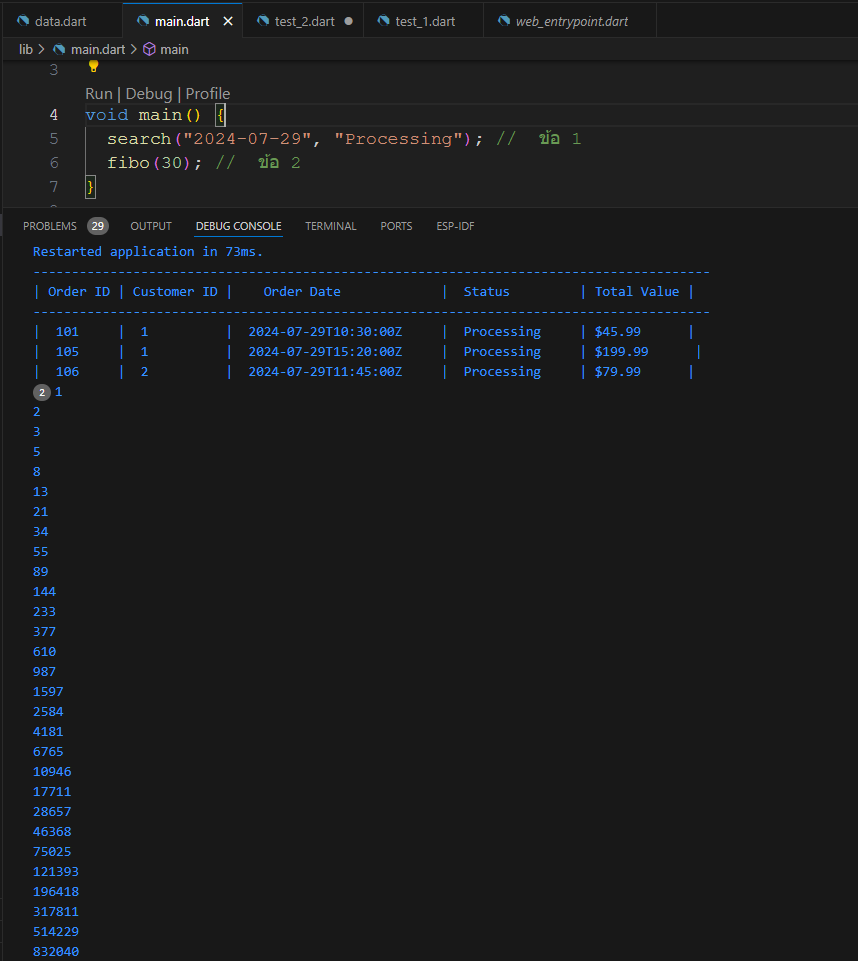 data.dart main.dart test_2.dart test_1.dart web_entrypoint.dart
lib > main.dart > main
3
Run | Debug | Profile
4 void main() {
5 search("2024-07-29", "Processing"); // ข้อ 1
6 fibo(30); // ข้อ 2
7 }
PROBLEMS 29 OUTPUT DEBUG CONSOLE TERMINAL PORTS ESP-IDF
Restarted application in 73ms.
----------------------------------------------------------------------------------------
| Order ID | Customer ID |    Order Date             |  Status         | Total Value |
----------------------------------------------------------------------------------------
|  101     |  1          |  2024-07-29T10:30:00Z     |  Processing     | $45.99      |
|  105     |  1          |  2024-07-29T15:20:00Z     |  Processing     | $199.99      |
|  106     |  2          |  2024-07-29T11:45:00Z     |  Processing     | $79.99      |
2 1
2
3
5
8
13
21
34
55
89
144
233
377
610
987
1597
2584
4181
6765
10946
17711
28657
46368
75025
121393
196418
317811
514229
832040